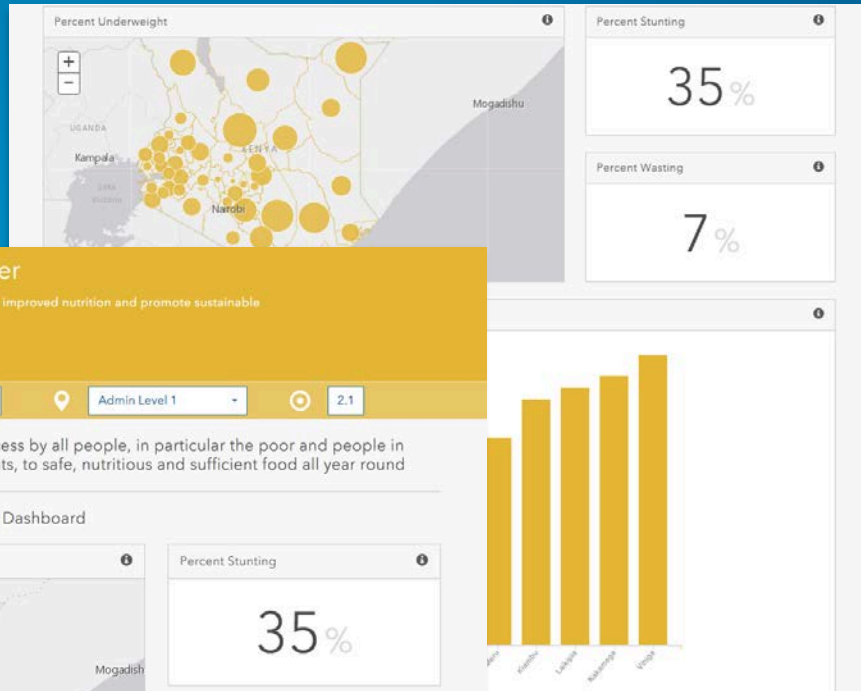 Percent Underweight
Percent Stunting
35%
+
−
UGANDA
Kampala
KENYA
Nairobi
Mogadishu
Percent Wasting
7%
er
improved nutrition and promote sustainable
Admin Level 1
2.1
ess by all people, in particular the poor and people in
ts, to safe, nutritious and sufficient food all year round
Dashboard
Percent Stunting
35%
Mogadish
Kiambu
Laikipia
Kakamega
Vihiga